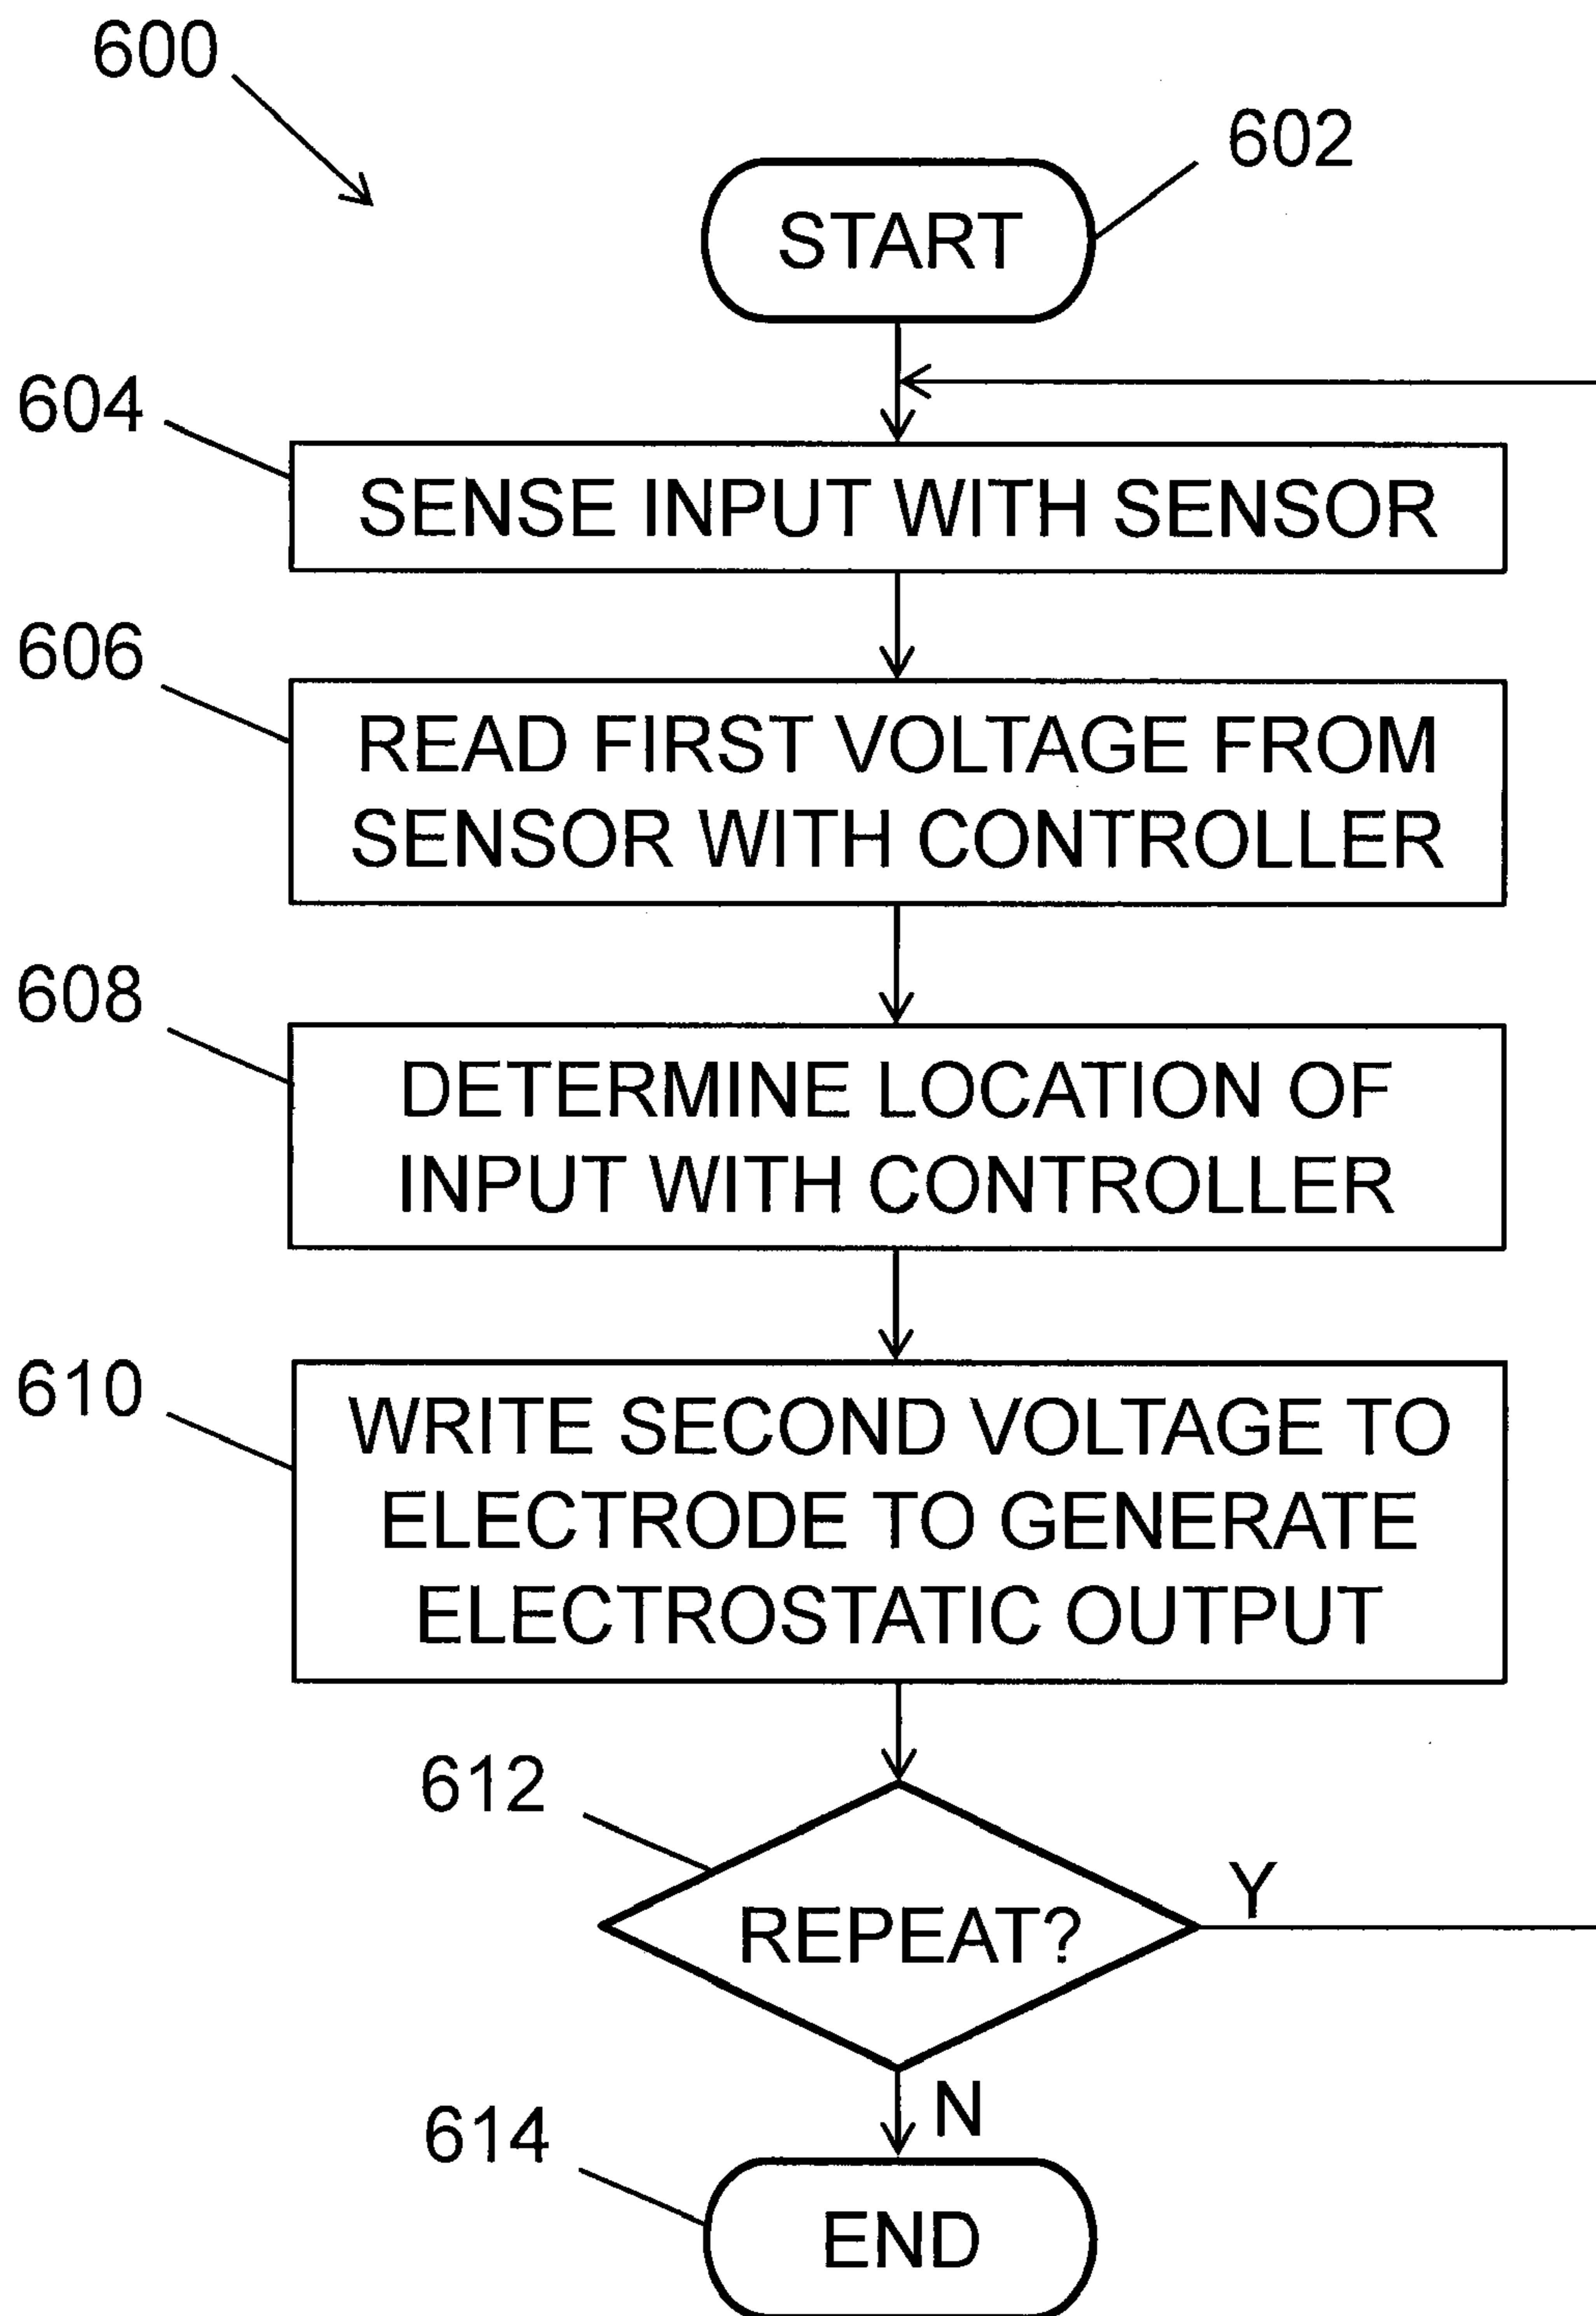 600
602
START
604
SENSE INPUT WITH SENSOR
606
READ FIRST VOLTAGE FROM
SENSOR WITH CONTROLLER
608
DETERMINE LOCATION OF
INPUT WITH CONTROLLER
610
WRITE SECOND VOLTAGE TO
ELECTRODE TO GENERATE
ELECTROSTATIC OUTPUT
612
REPEAT?
Y
N
614
END